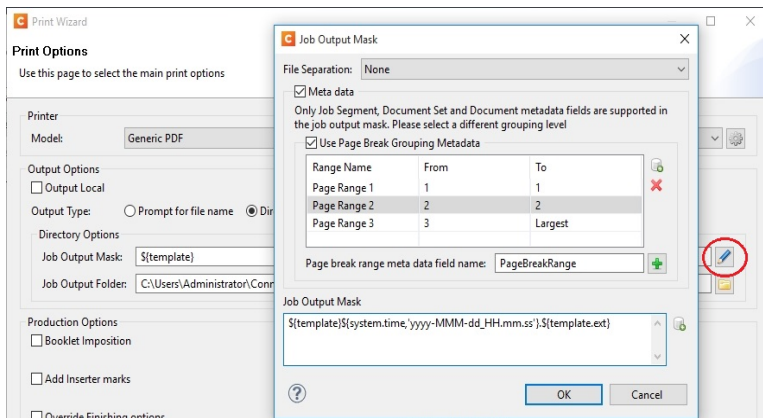 Print Wizard
Print Options
Use this page to select the main print options
Printer
Model: Generic PDF
Output Options
Output Local
Output Type: Prompt for file name Dir
Directory Options
Job Output Mask: ${template}
Job Output Folder: C:\Users\Administrator\Conn
Production Options
Booklet Imposition
Add Inserter marks
Override Finishing options
Job Output Mask
File Separation: None
Meta data
Only Job Segment, Document Set and Document metadata fields are supported in
the job output mask. Please select a different grouping level
Use Page Break Grouping Metadata
Range Name From To
Page Range 1 1 1
Page Range 2 2 2
Page Range 3 3 Largest
Page break range meta data field name: PageBreakRange
Job Output Mask
${template}${system.time,'yyyy-MMM-dd_HH.mm.ss'}.${template.ext}
OK Cancel